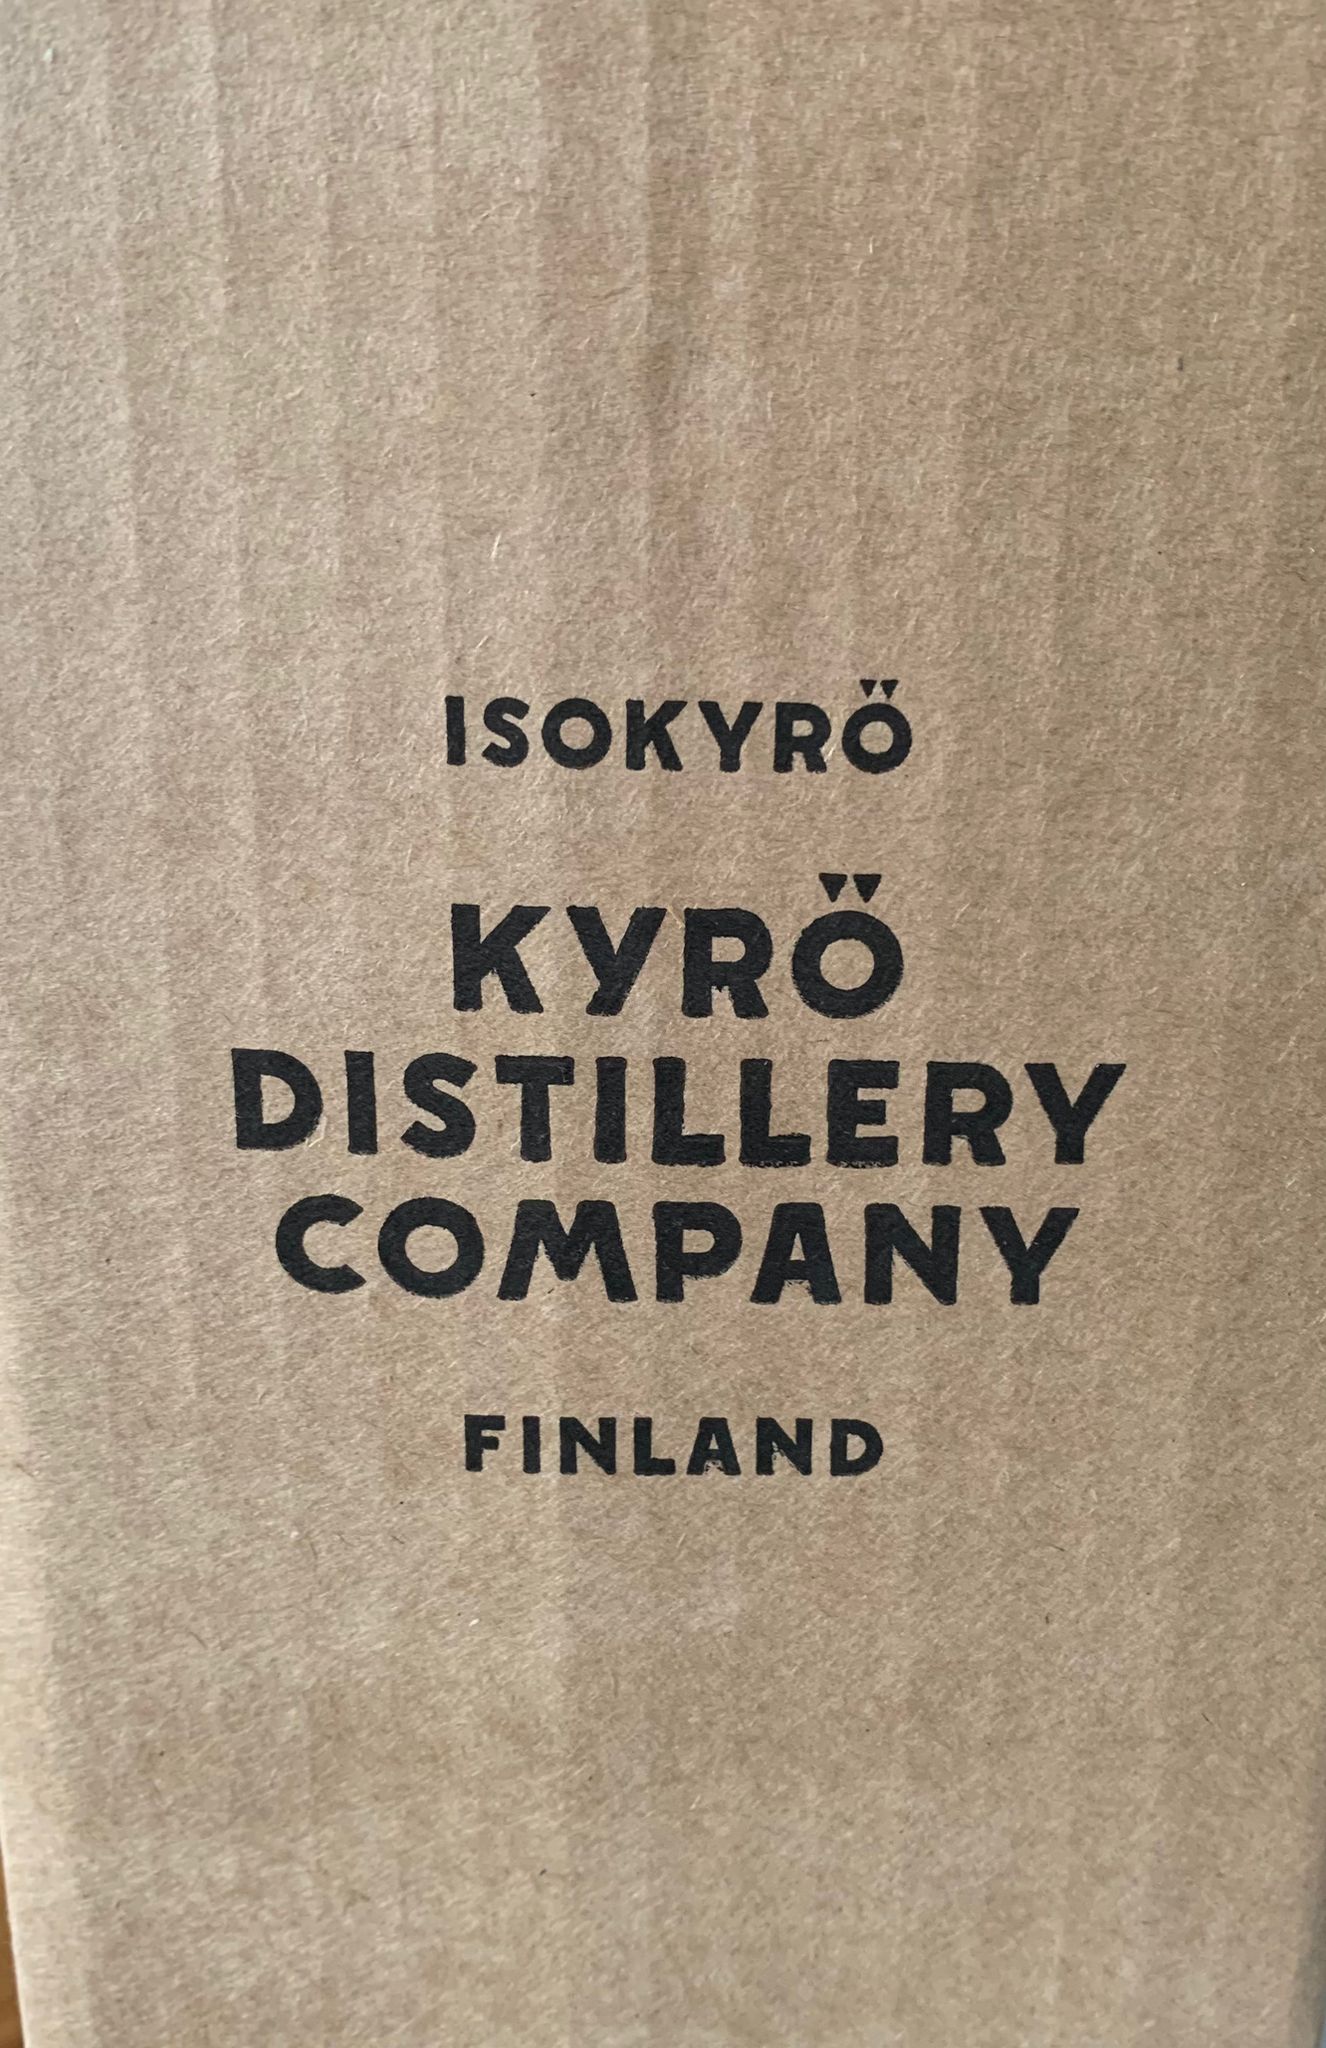 ISOKYRÖ
KYRÖ
DISTILLERY
COMPANY
FINLAND